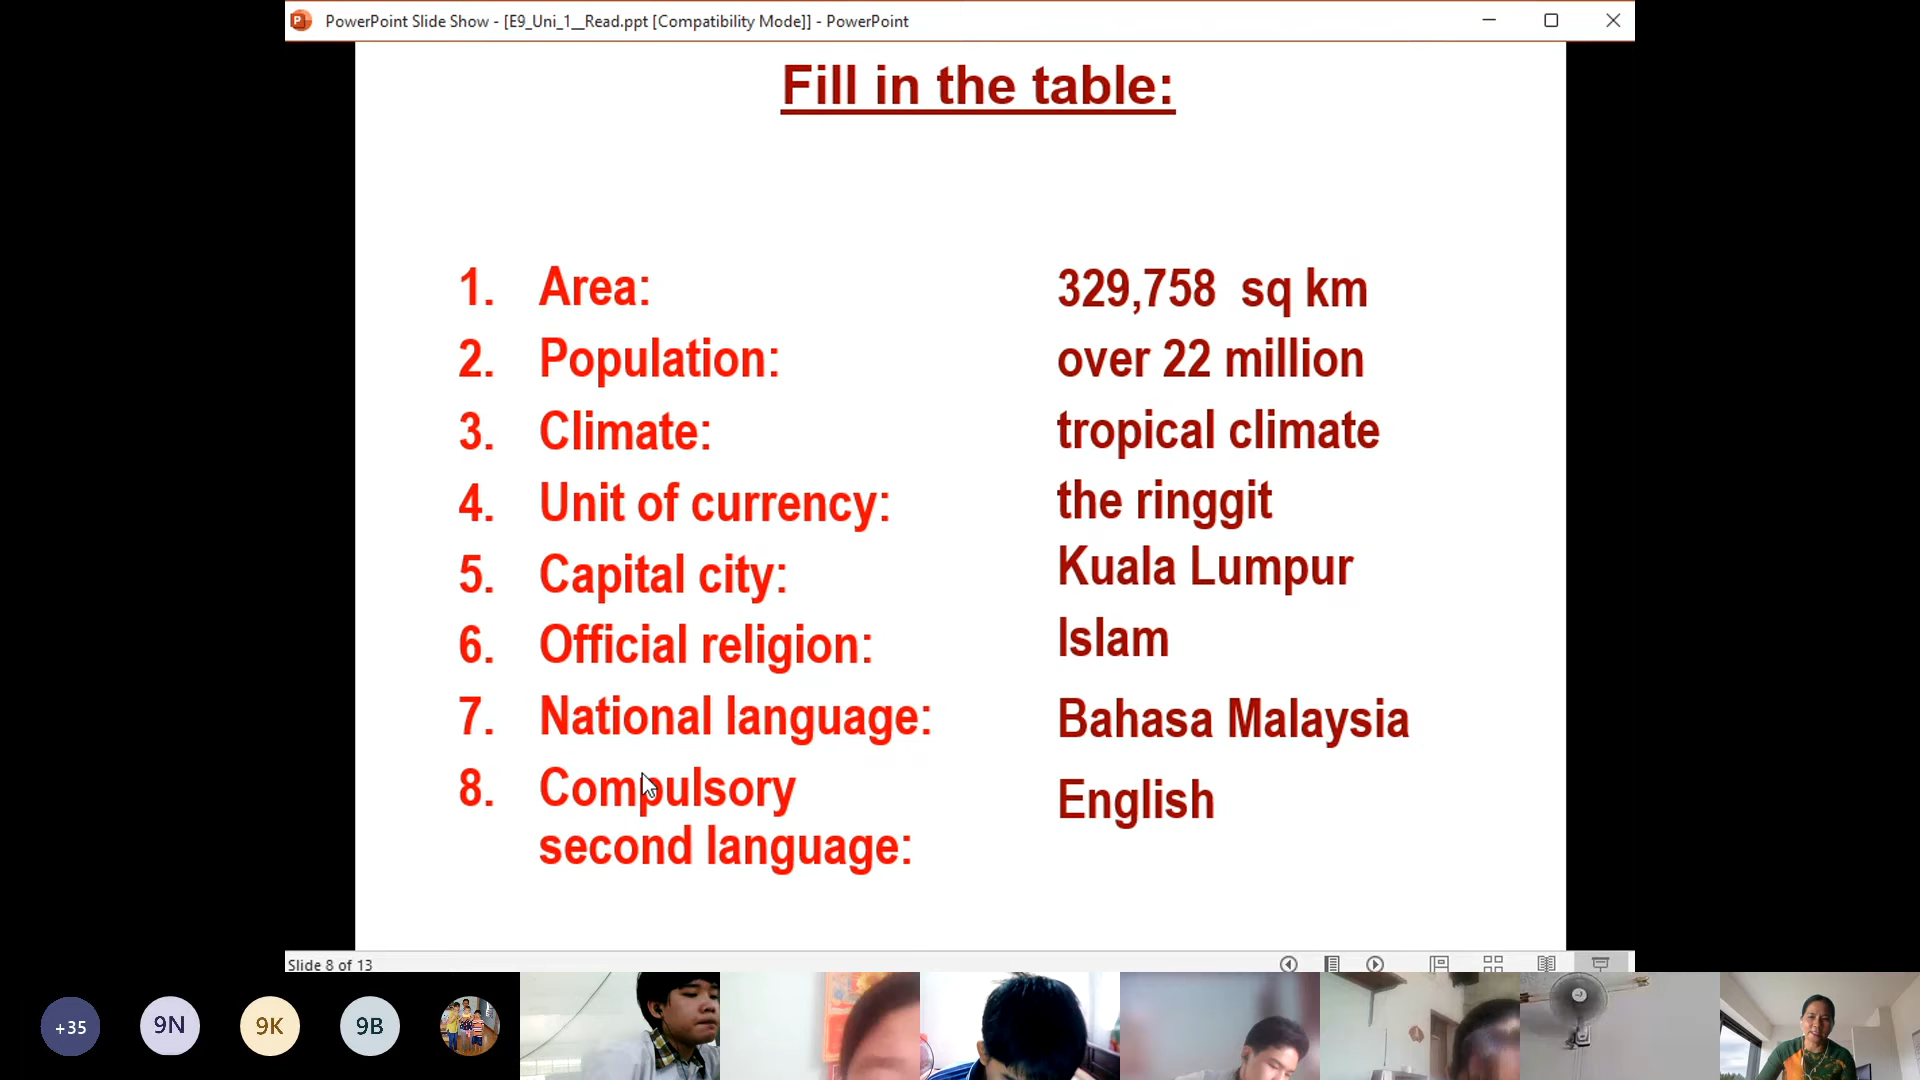 PowerPoint Slide Show - [E9_Uni_1__Read.ppt [Compatibility Mode]] - PowerPoint
Fill in the table:
1. Area: 329,758 sq km
2. Population: over 22 million
3. Climate: tropical climate
4. Unit of currency: the ringgit
5. Capital city: Kuala Lumpur
6. Official religion: Islam
7. National language: Bahasa Malaysia
8. Compulsory English
second language:
Slide 8 of 13
+35 9N 9K 9B